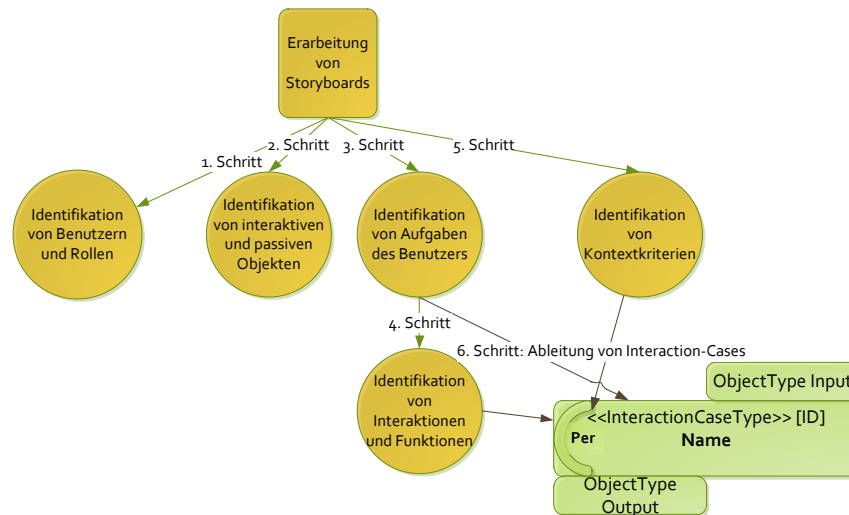 Erarbeitung
von
Storyboards
1. Schritt
2. Schritt
3. Schritt
5. Schritt
Identifikation
von Benutzern
und Rollen
Identifikation
von interaktiven
und passiven
Objekten
Identifikation
von Aufgaben
des Benutzers
Identifikation
von
Kontextkriterien
4. Schritt
6. Schritt: Ableitung von Interaction-Cases
Identifikation
von
Interaktionen
und Funktionen
ObjectType Input
<<InteractionCaseType>> [ID]
Per
Name
ObjectType
Output